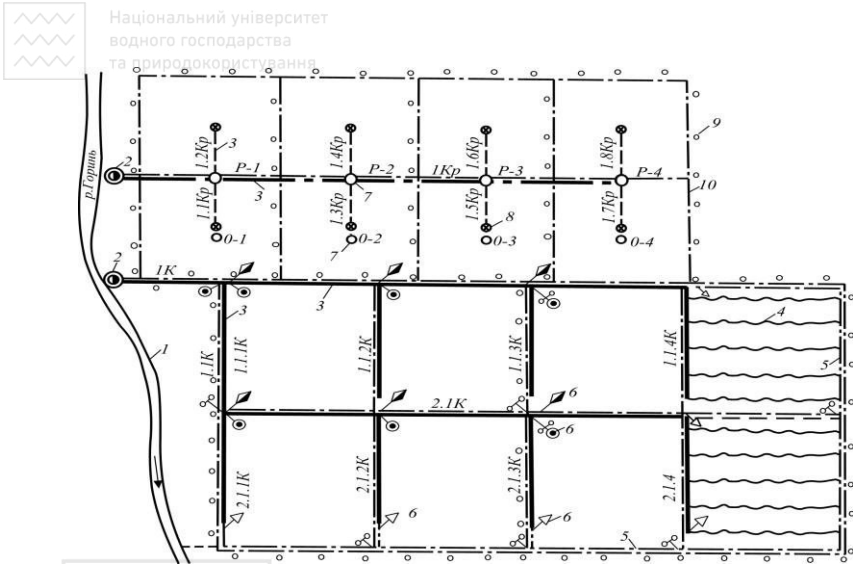 Національний університет
водного господарства
та природокористування
р.Горинь
2
1.2Кр
3
1.4Кр
1.6Кр
1.8Кр
9
Р-1
Р-2
1Кр
Р-3
Р-4
3
7
10
1.1Кр
1.3Кр
1.5Кр
8
1.7Кр
0-1
0-2
0-3
0-4
7
2
1К
3
3
4
1
1.1К
1.1.1К
1.1.2К
1.1.3К
1.1.4К
5
2.1К
6
6
2.1.1К
2.1.2К
2.1.3К
2.1.4
6
6
5